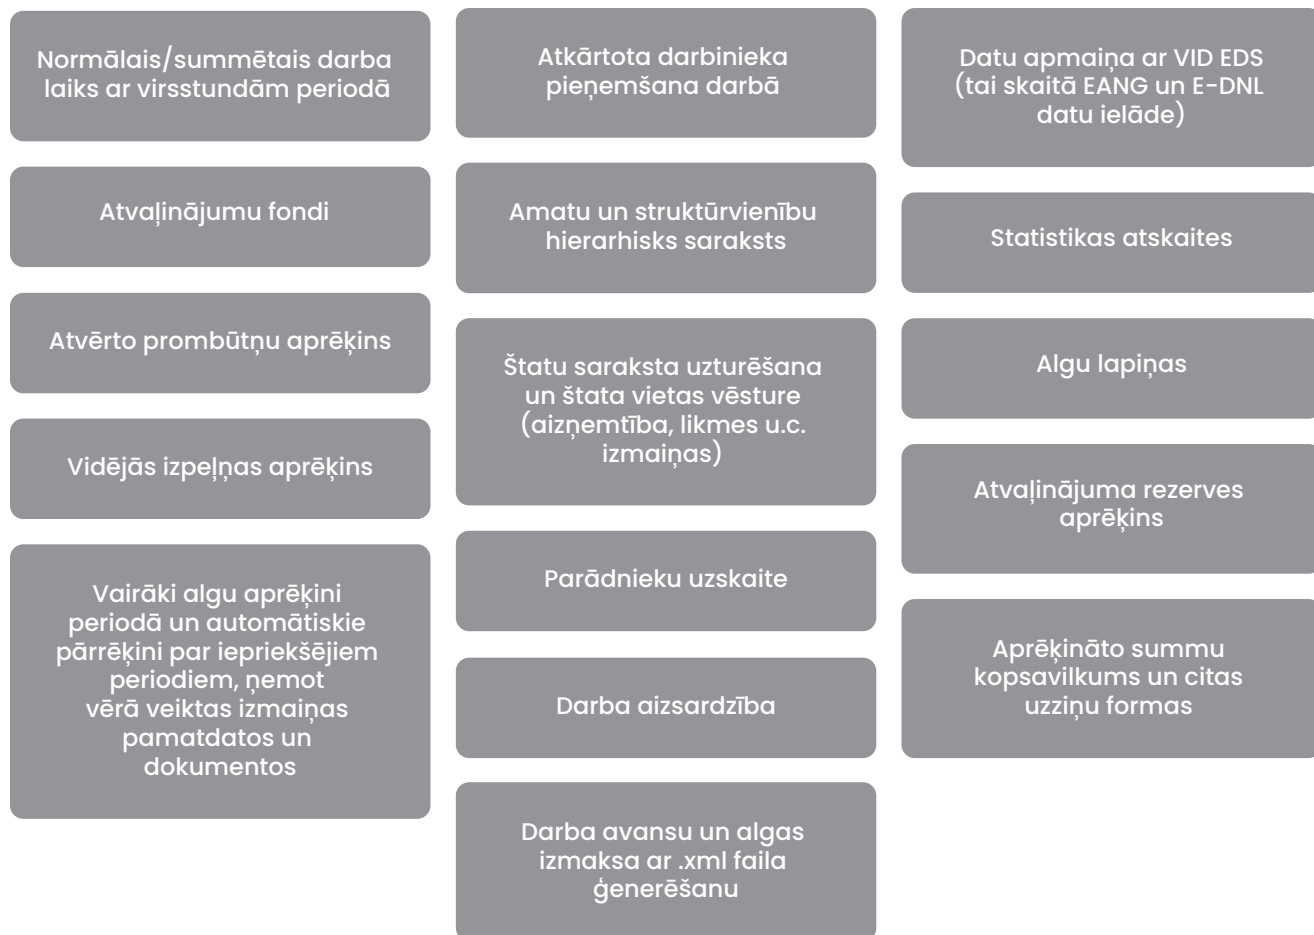 Normālais/summētais darba
laiks ar virsstundām periodā
Atvaļinājumu fondi
Atvērto prombūtņu aprēķins
Vidējās izpeļņas aprēķins
Vairāki algu aprēķini
periodā un automātiskie
pārrēķini par iepriekšējiem
periodiem, ņemot
vērā veiktas izmaiņas
pamatdatos un
dokumentos
Atkārtota darbinieka
pieņemšana darbā
Amatu un struktūrvienību
hierarhisks saraksts
Štatu saraksta uzturēšana
un štata vietas vēsture
(aizņemtība, likmes u.c.
izmaiņas)
Parādnieku uzskaite
Darba aizsardzība
Darba avansu un algas
izmaksa ar .xml faila
ģenerēšanu
Datu apmaiņa ar VID EDS
(tai skaitā EANG un E-DNL
datu ielāde)
Statistikas atskaites
Algu lapiņas
Atvaļinājuma rezerves
aprēķins
Aprēķināto summu
kopsavilkums un citas
uzziņu formas